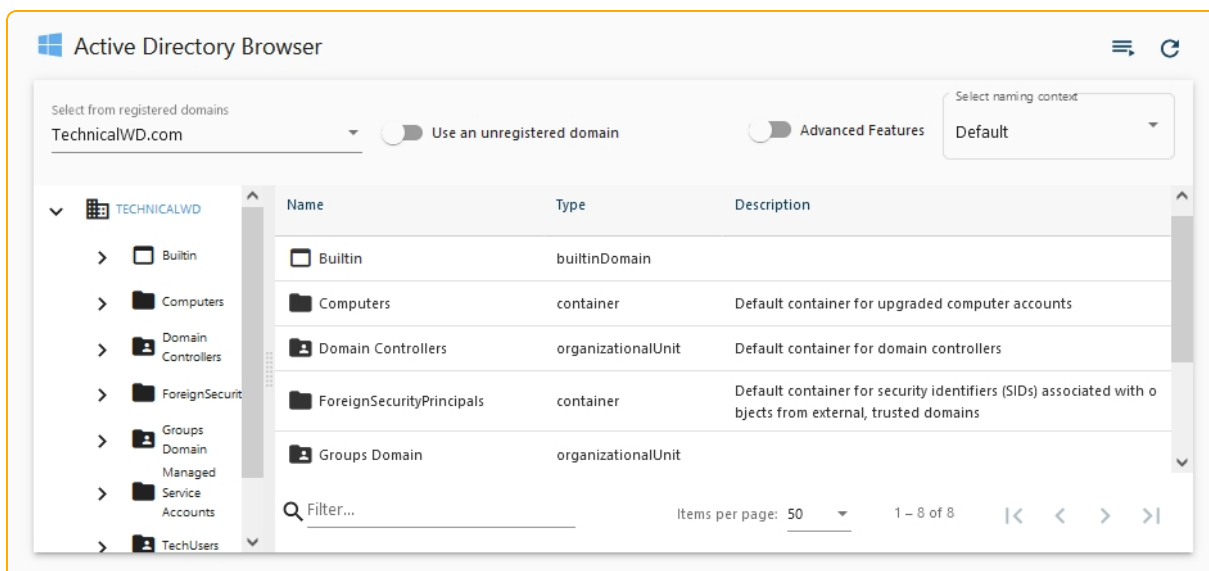 Active Directory Browser
Select from registered domains
TechnicalWD.com
Use an unregistered domain
Advanced Features
Select naming context
Default
TECHNICALWD
Builtin
Computers
Domain
Controllers
ForeignSecurit
Groups
Domain
Managed
Service
Accounts
TechUsers
Name Type Description
Builtin builtinDomain
Computers container Default container for upgraded computer accounts
Domain Controllers organizationalUnit Default container for domain controllers
ForeignSecurityPrincipals container Default container for security identifiers (SIDs) associated with o
bjects from external, trusted domains
Groups Domain organizationalUnit
Filter...
Items per page: 50 1 – 8 of 8